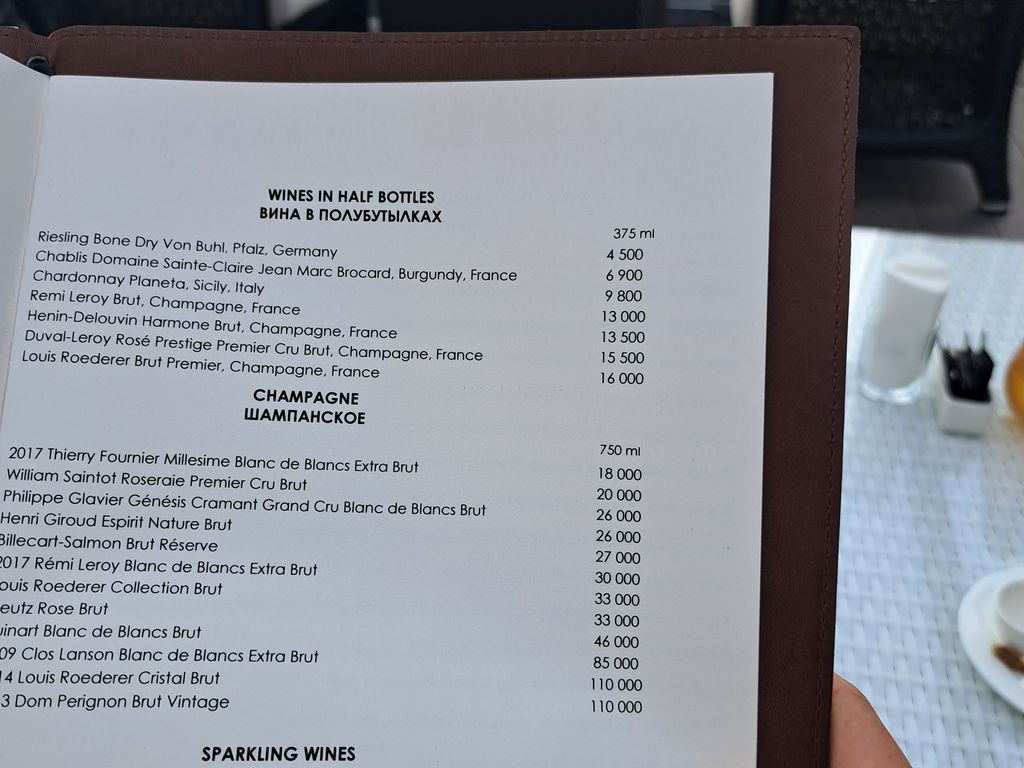 WINES IN HALF BOTTLES
ВИНА В ПОЛУБУТЫЛКАХ
375 ml
Riesling Bone Dry Von Buhl, Pfalz, Germany 4 500
Chablis Domaine Sainte-Claire Jean Marc Brocard, Burgundy, France 6 900
Chardonnay Planeta, Sicily, Italy 9 800
Remi Leroy Brut, Champagne, France 13 000
Henin-Delouvin Harmone Brut, Champagne, France 13 500
Duval-Leroy Rosé Prestige Premier Cru Brut, Champagne, France 15 500
Louis Roederer Brut Premier, Champagne, France 16 000
CHAMPAGNE
ШАМПАНСКОЕ
750 ml
2017 Thierry Fournier Millesime Blanc de Blancs Extra Brut 18 000
William Saintot Roseraie Premier Cru Brut 20 000
Philippe Glavier Génésis Cramant Grand Cru Blanc de Blancs Brut 26 000
Henri Giroud Espirit Nature Brut 26 000
Billecart-Salmon Brut Réserve 27 000
2017 Rémi Leroy Blanc de Blancs Extra Brut 30 000
ouis Roederer Collection Brut 33 000
eutz Rose Brut 33 000
uinart Blanc de Blancs Brut 46 000
09 Clos Lanson Blanc de Blancs Extra Brut 85 000
14 Louis Roederer Cristal Brut 110 000
3 Dom Perignon Brut Vintage 110 000
SPARKLING WINES